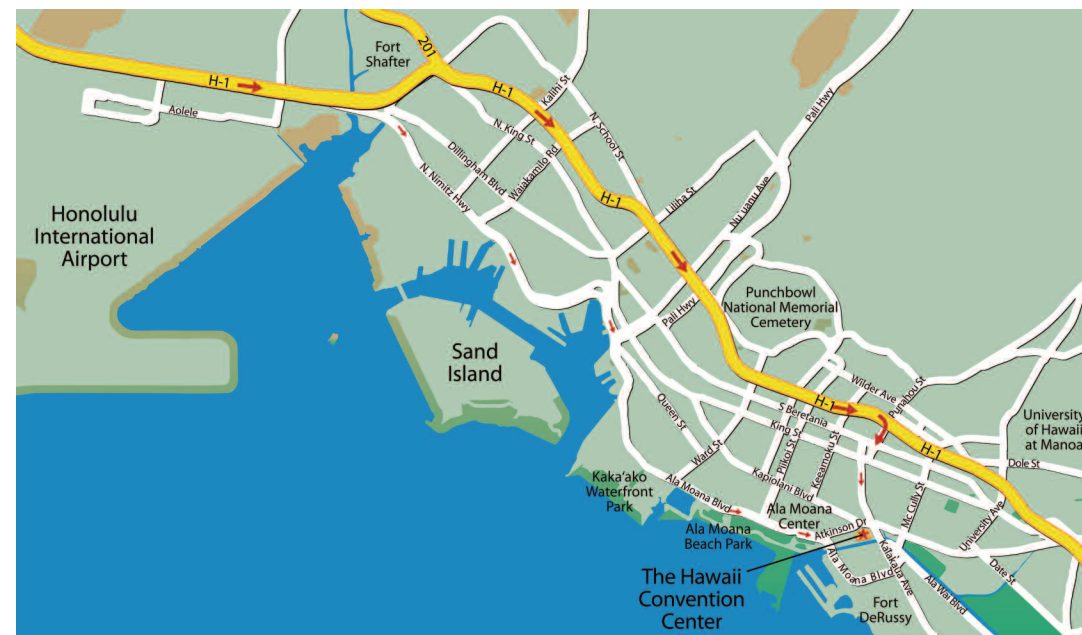 Fort
Shafter
201
H-1
H-1
Aolele
Kalihi St
N. School St
Pali Hwy
N. King St
Dillingham Blvd
Waiakamilo Rd
N. Nimitz Hwy
H-1
Liliha St
Nu uanu Ave
Honolulu
International
Airport
Pali Hwy
Punchbowl
National Memorial
Cemetery
Sand
Island
Wilder Ave
H-1
Punahou St
Queen St
S Beretania
King St
University
of Hawaii
at Manoa
H-1
Dole St
Ward St
Piikoi St
Keeamoku St
Kaka‘ako
Waterfront
Park
Ala Moana Blvd
Kapiolani Blvd
Mc Cully St
University Ave
Ala Moana
Center
Ala Moana
Beach Park
Atkinson Dr
Kalakaua Ave
Date St
Ala Moana Blvd
Ala Wai Blvd
The Hawaii
Convention
Center
Fort
DeRussy